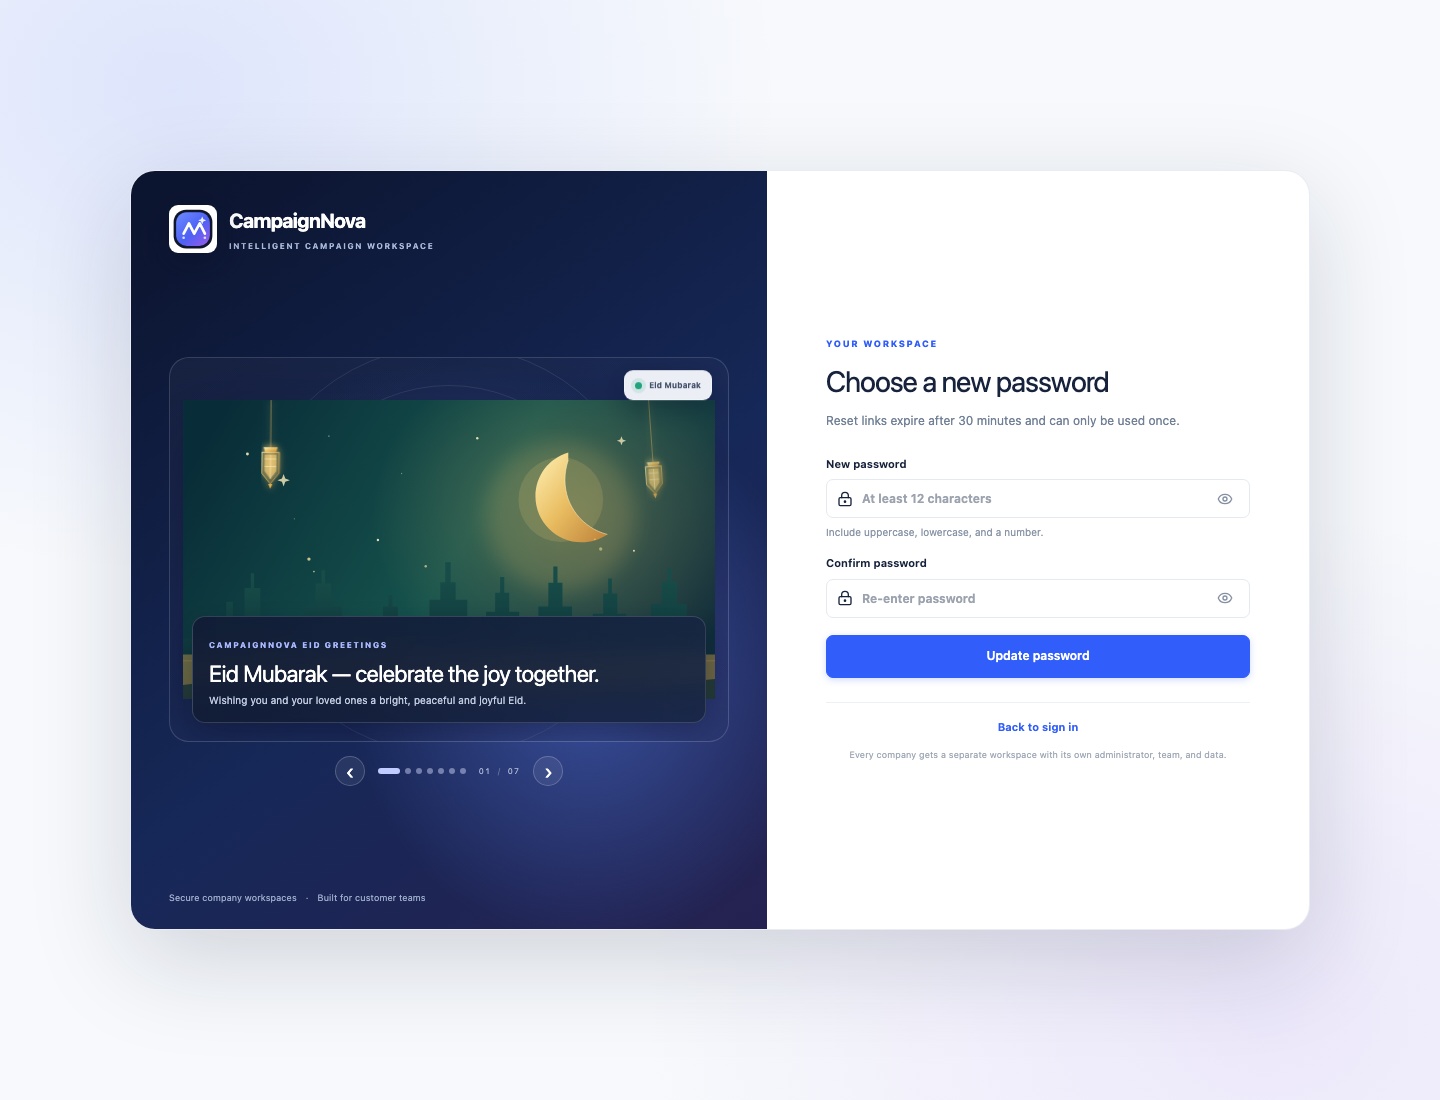 CampaignNova
INTELLIGENT CAMPAIGN WORKSPACE
Eid Mubarak
CAMPAIGNNOVA EID GREETINGS
Eid Mubarak — celebrate the joy together.
Wishing you and your loved ones a bright, peaceful and joyful Eid.
01 / 07
Secure company workspaces · Built for customer teams
YOUR WORKSPACE
Choose a new password
Reset links expire after 30 minutes and can only be used once.
New password
At least 12 characters
Include uppercase, lowercase, and a number.
Confirm password
Re-enter password
Update password
Back to sign in
Every company gets a separate workspace with its own administrator, team, and data.